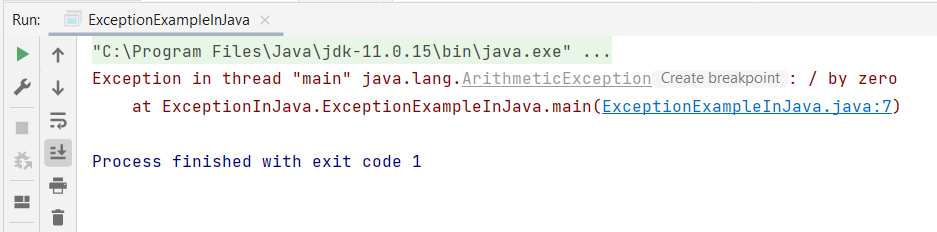 Run: ExceptionExampleInJava
"C:\Program Files\Java\jdk-11.0.15\bin\java.exe" ...
Exception in thread "main" java.lang.ArithmeticException Create breakpoint : / by zero
at ExceptionInJava.ExceptionExampleInJava.main(ExceptionExampleInJava.java:7)
Process finished with exit code 1